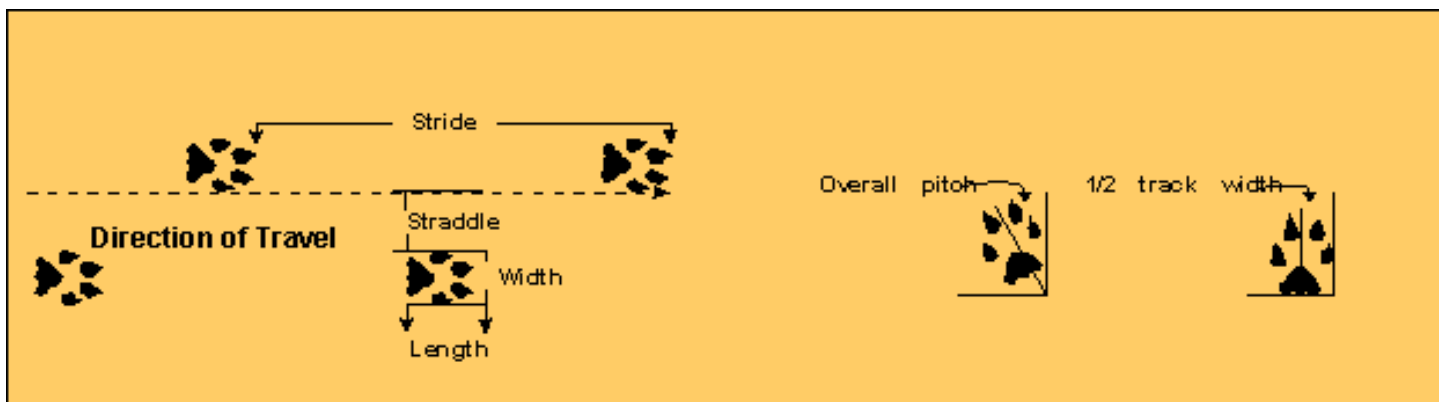 Stride
Straddle
Direction of Travel
Width
Length
Overall pitch
1/2 track width